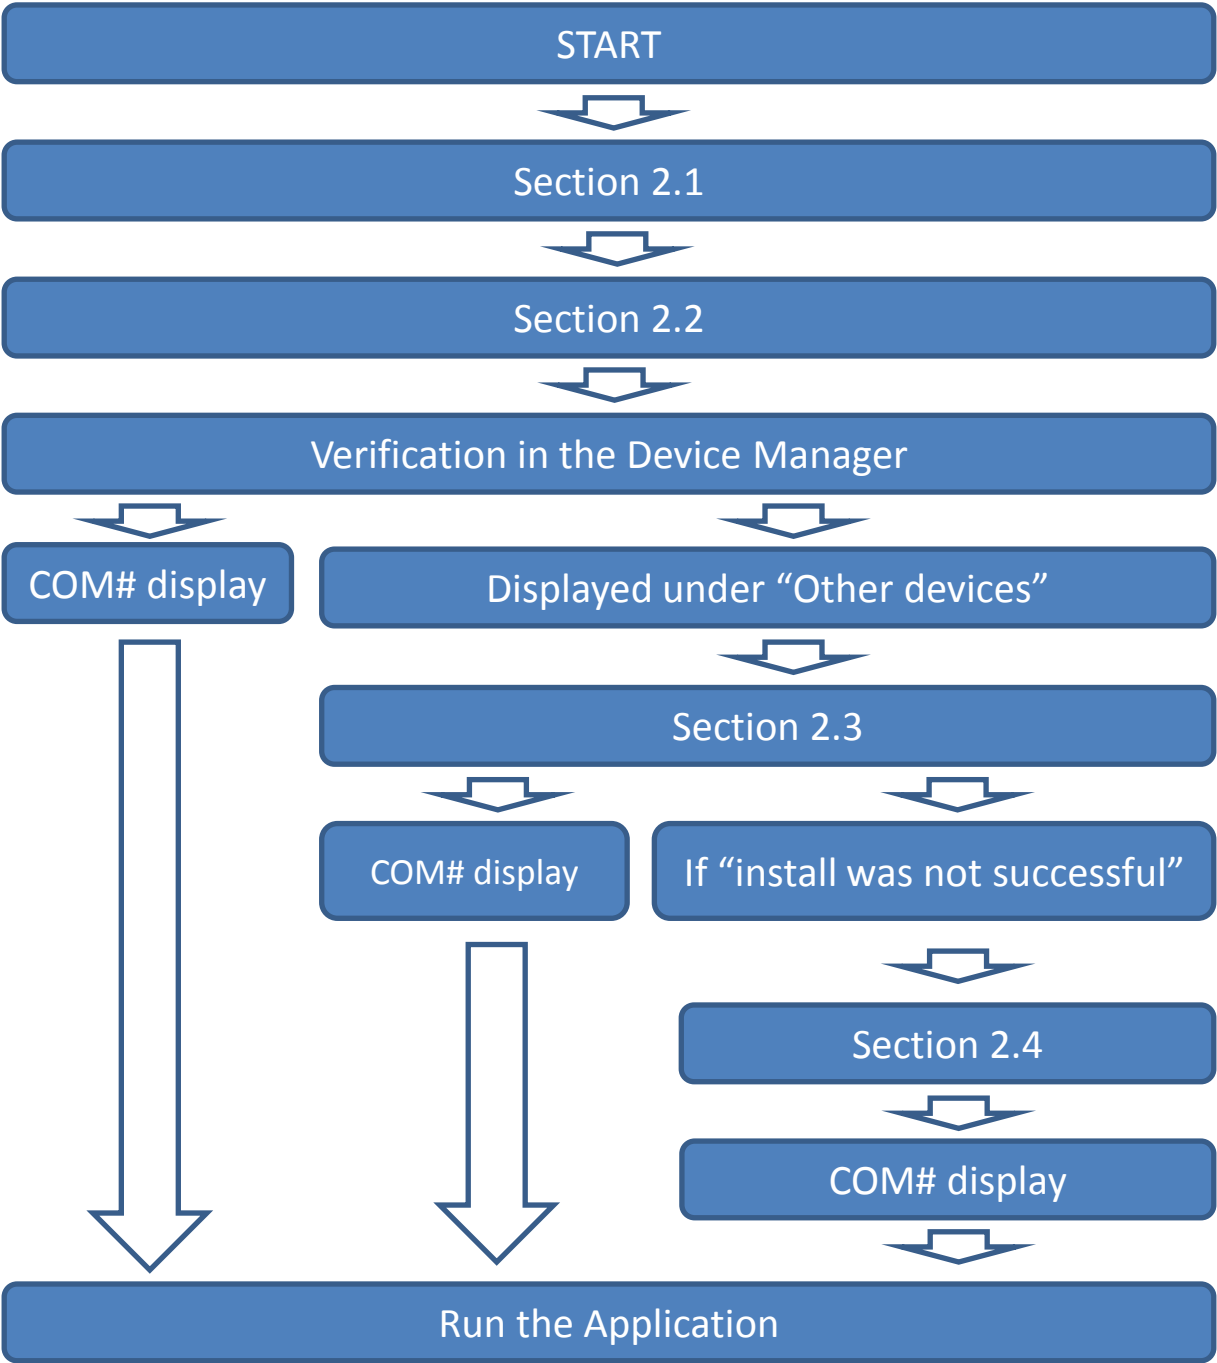 START
Section 2.1
Section 2.2
Verification in the Device Manager
COM# display
Displayed under “Other devices”
Section 2.3
COM# display
If “install was not successful”
Section 2.4
COM# display
Run the Application